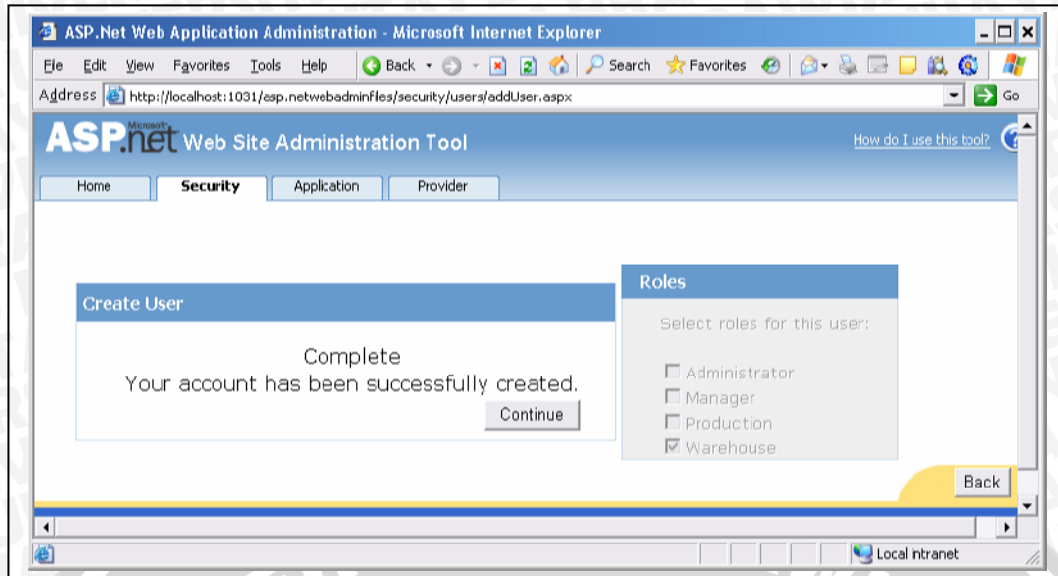 ASP.Net Web Application Administration - Microsoft Internet Explorer
File Edit View Favorites Tools Help Back Search Favorites
Address http://localhost:1031/asp.netwebadminfiles/security/users/addUser.aspx Go
Microsoft
ASP.net Web Site Administration Tool How do I use this tool? ?
Home Security Application Provider
Create User
Complete
Your account has been successfully created.
Continue
Roles
Select roles for this user:
Administrator
Manager
Production
Warehouse
Back
Local intranet